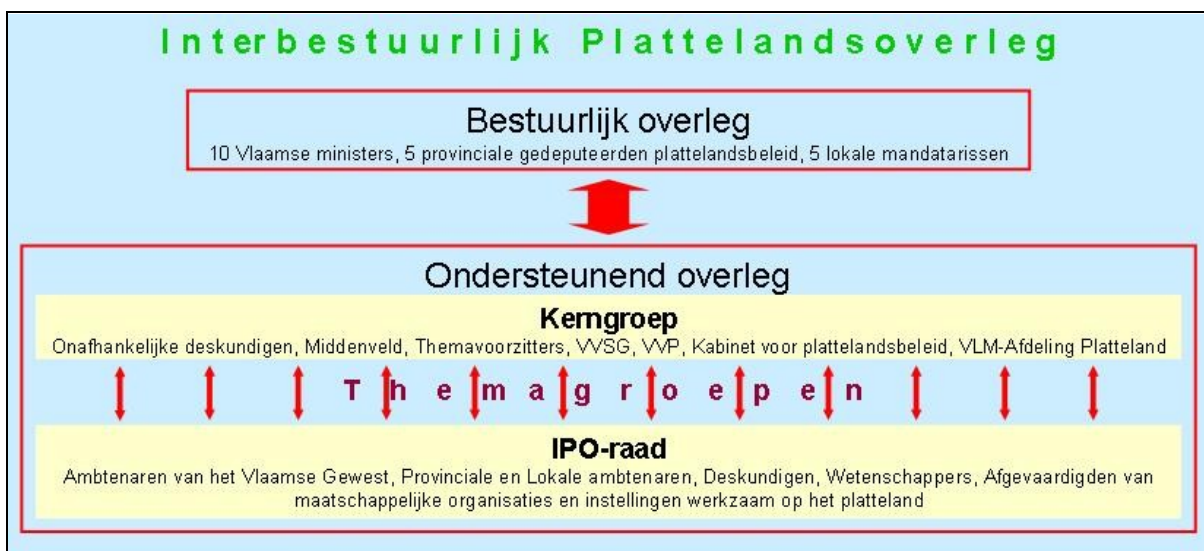 Interbestuurlijk Plattelandsoverleg
Bestuurlijk overleg
10 Vlaamse ministers, 5 provinciale gedeputeerden plattelandsbeleid, 5 lokale mandatarissen
Ondersteunend overleg
Kerngroep
Onafhankelijke deskundigen, Middenveld, Themavoorzitters, VVSG, VVP, Kabinet voor plattelandsbeleid, VLM-Afdeling Platteland
Themagroepen
IPO-raad
Ambtenaren van het Vlaamse Gewest, Provinciale en Lokale ambtenaren, Deskundigen, Wetenschappers, Afgevaardigden van
maatschappelijke organisaties en instellingen werkzaam op het platteland